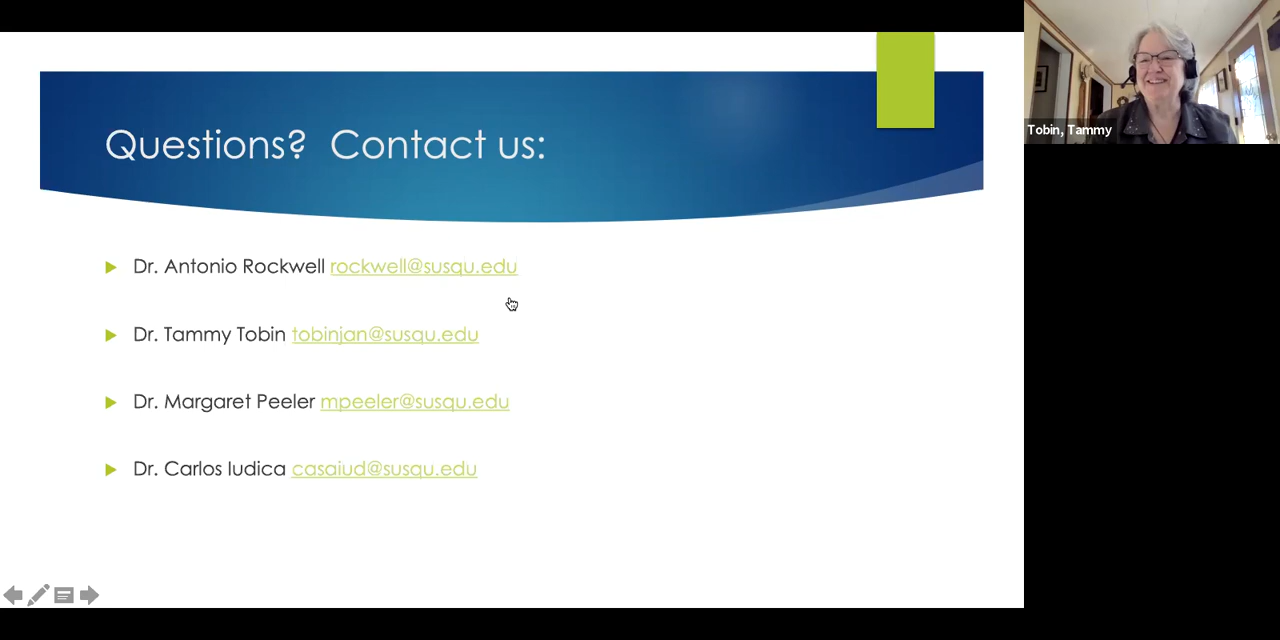 Questions? Contact us:
Tobin, Tammy
Dr. Antonio Rockwell rockwell@susqu.edu
Dr. Tammy Tobin tobinjan@susqu.edu
Dr. Margaret Peeler mpeeler@susqu.edu
Dr. Carlos Iudica casaiud@susqu.edu